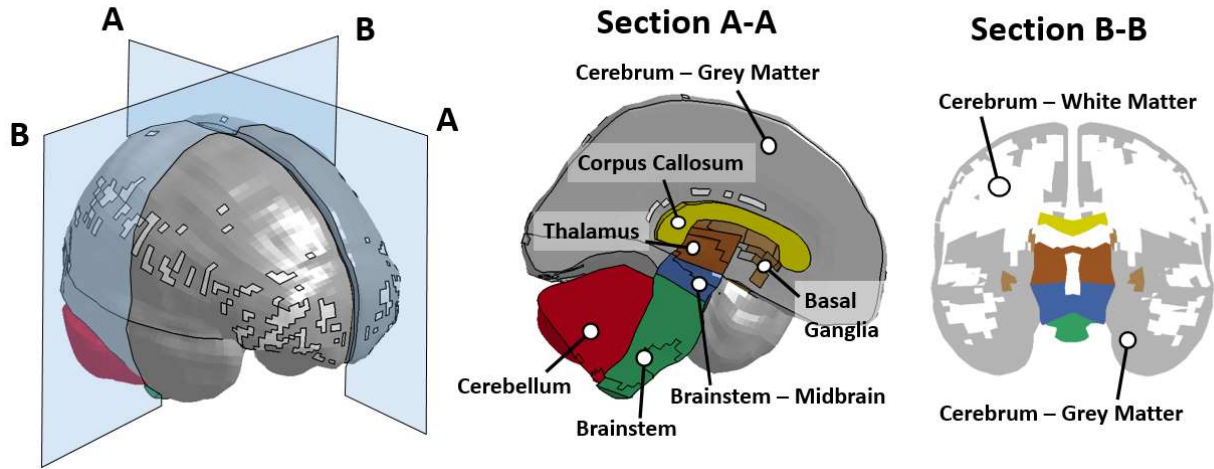 A
B
B
A
Section A-A
Cerebrum – Grey Matter
Corpus Callosum
Thalamus
Basal
Ganglia
Cerebellum
Brainstem – Midbrain
Brainstem
Section B-B
Cerebrum – White Matter
Cerebrum – Grey Matter